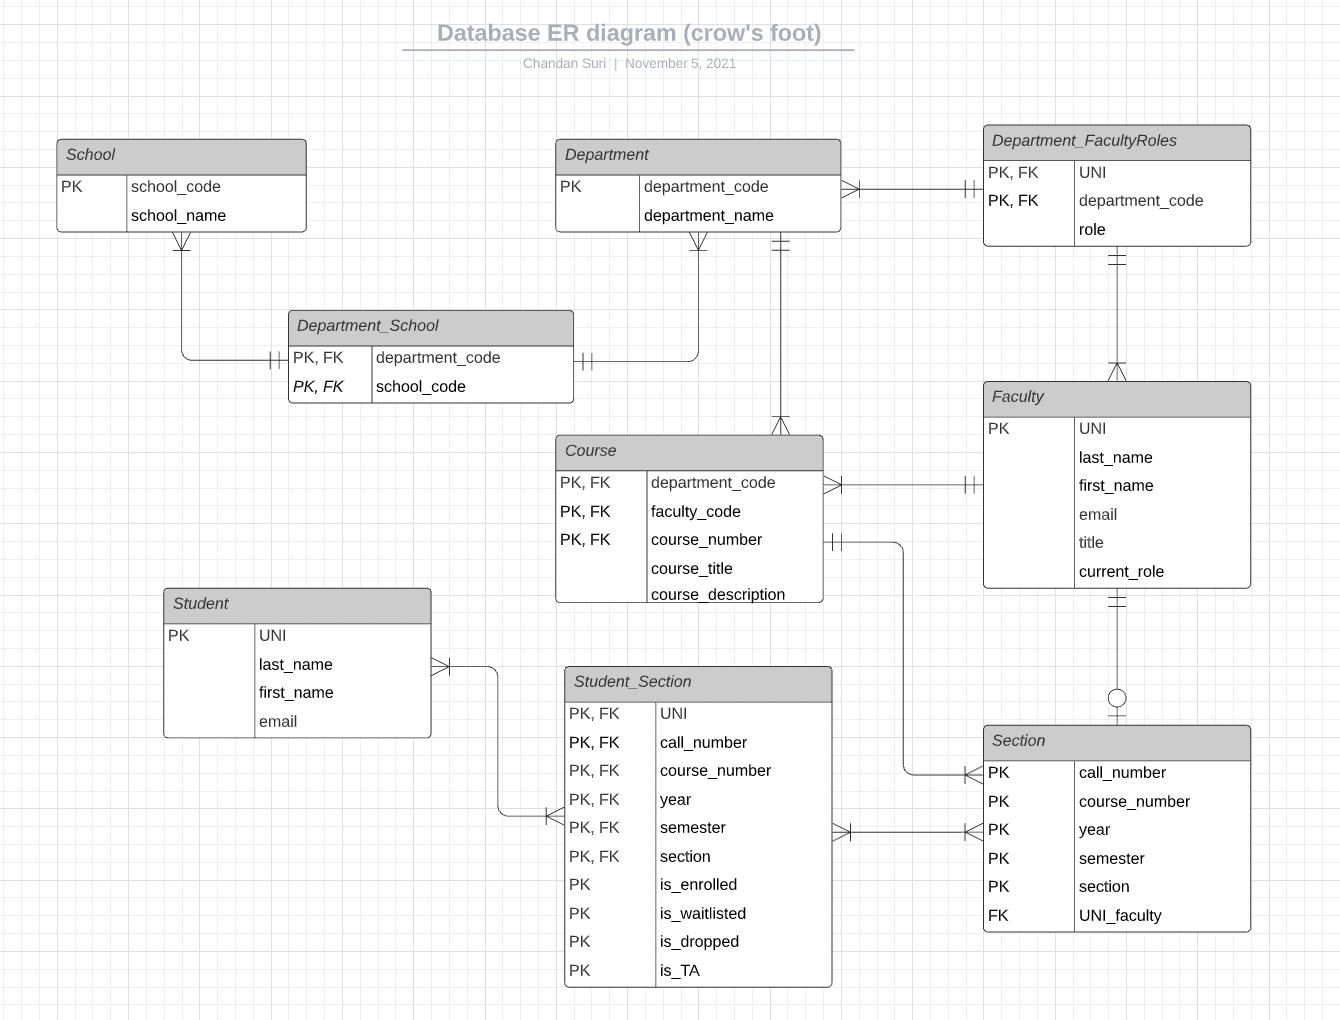 Database ER diagram (crow's foot)
Chandan Suri | November 5, 2021
School
PK school_code
school_name
Department
PK department_code
department_name
Department_FacultyRoles
PK, FK UNI
PK, FK department_code
role
Department_School
PK, FK department_code
PK, FK school_code
Faculty
PK UNI
last_name
first_name
email
title
current_role
Course
PK, FK department_code
PK, FK faculty_code
PK, FK course_number
course_title
course_description
Student
PK UNI
last_name
first_name
email
Student_Section
PK, FK UNI
PK, FK call_number
PK, FK course_number
PK, FK year
PK, FK semester
PK, FK section
PK is_enrolled
PK is_waitlisted
PK is_dropped
PK is_TA
Section
PK call_number
PK course_number
PK year
PK semester
PK section
FK UNI_faculty